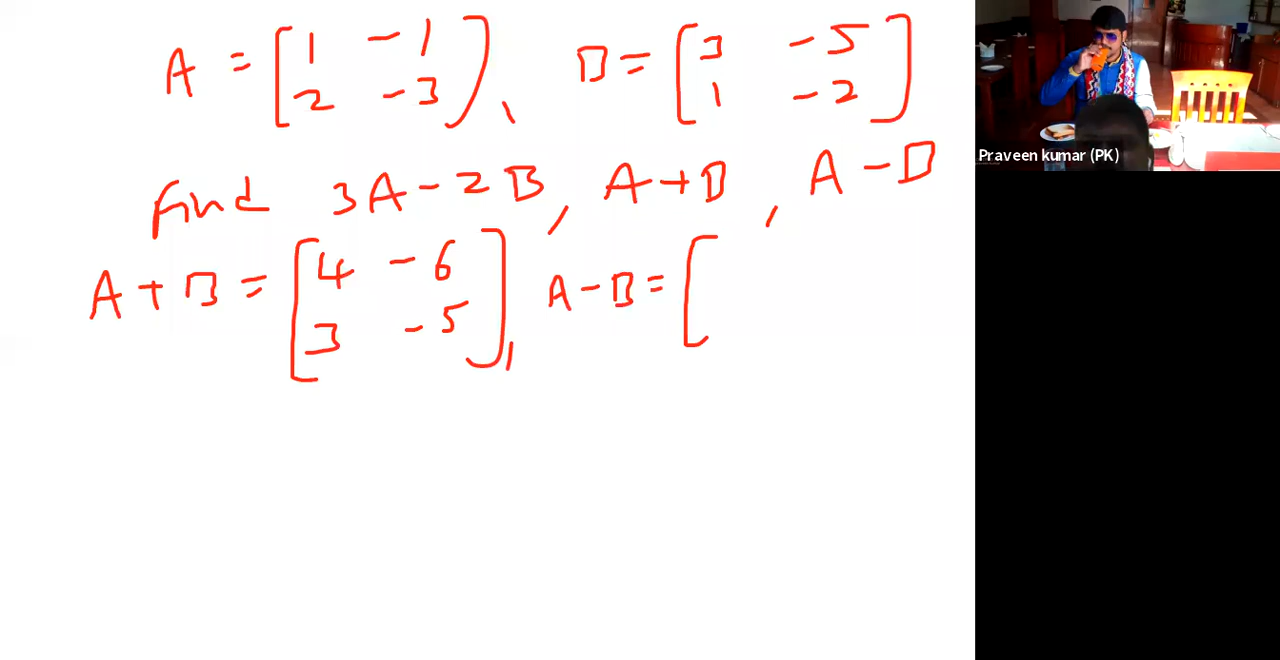 A = [1 -1
2 -3], B = [3 -5
1 -2]
Find 3A - 2B, A + B, A - B
A + B = [4 -6
3 -5], A - B = [
Praveen kumar (PK)